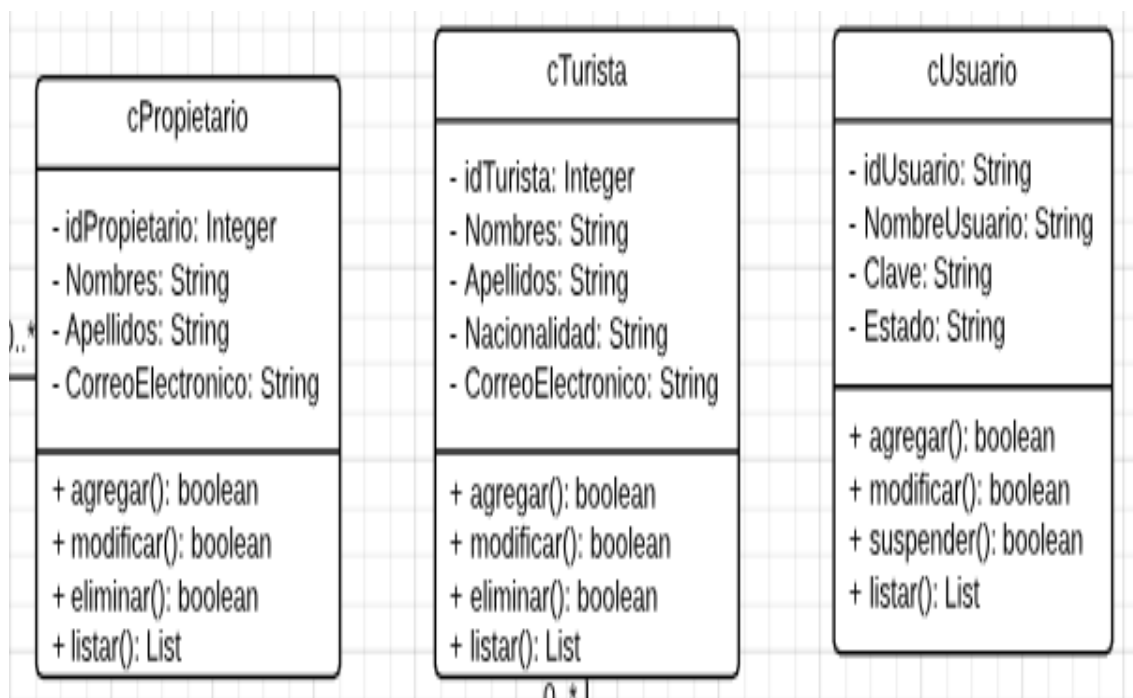 cPropietario
- idPropietario: Integer
- Nombres: String
- Apellidos: String
- CorreoElectronico: String
+ agregar(): boolean
+ modificar(): boolean
+ eliminar(): boolean
+ listar(): List
cTurista
- idTurista: Integer
- Nombres: String
- Apellidos: String
- Nacionalidad: String
- CorreoElectronico: String
+ agregar(): boolean
+ modificar(): boolean
+ eliminar(): boolean
+ listar(): List
cUsuario
- idUsuario: String
- NombreUsuario: String
- Clave: String
- Estado: String
+ agregar(): boolean
+ modificar(): boolean
+ suspender(): boolean
+ listar(): List